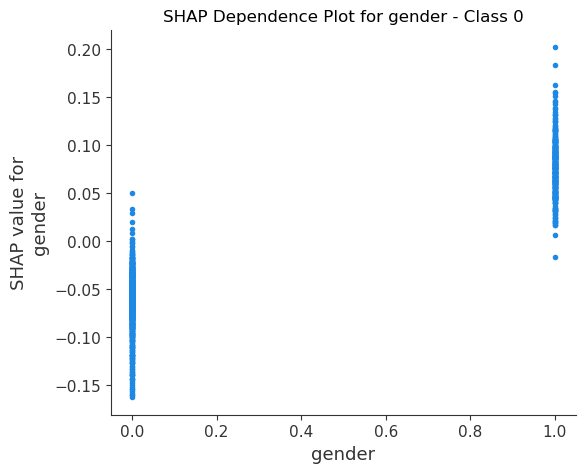 SHAP Dependence Plot for gender - Class 0
0.20
0.15
0.10
0.05
0.00
−0.05
−0.10
−0.15
SHAP value for
gender
0.0 0.2 0.4 0.6 0.8 1.0
gender